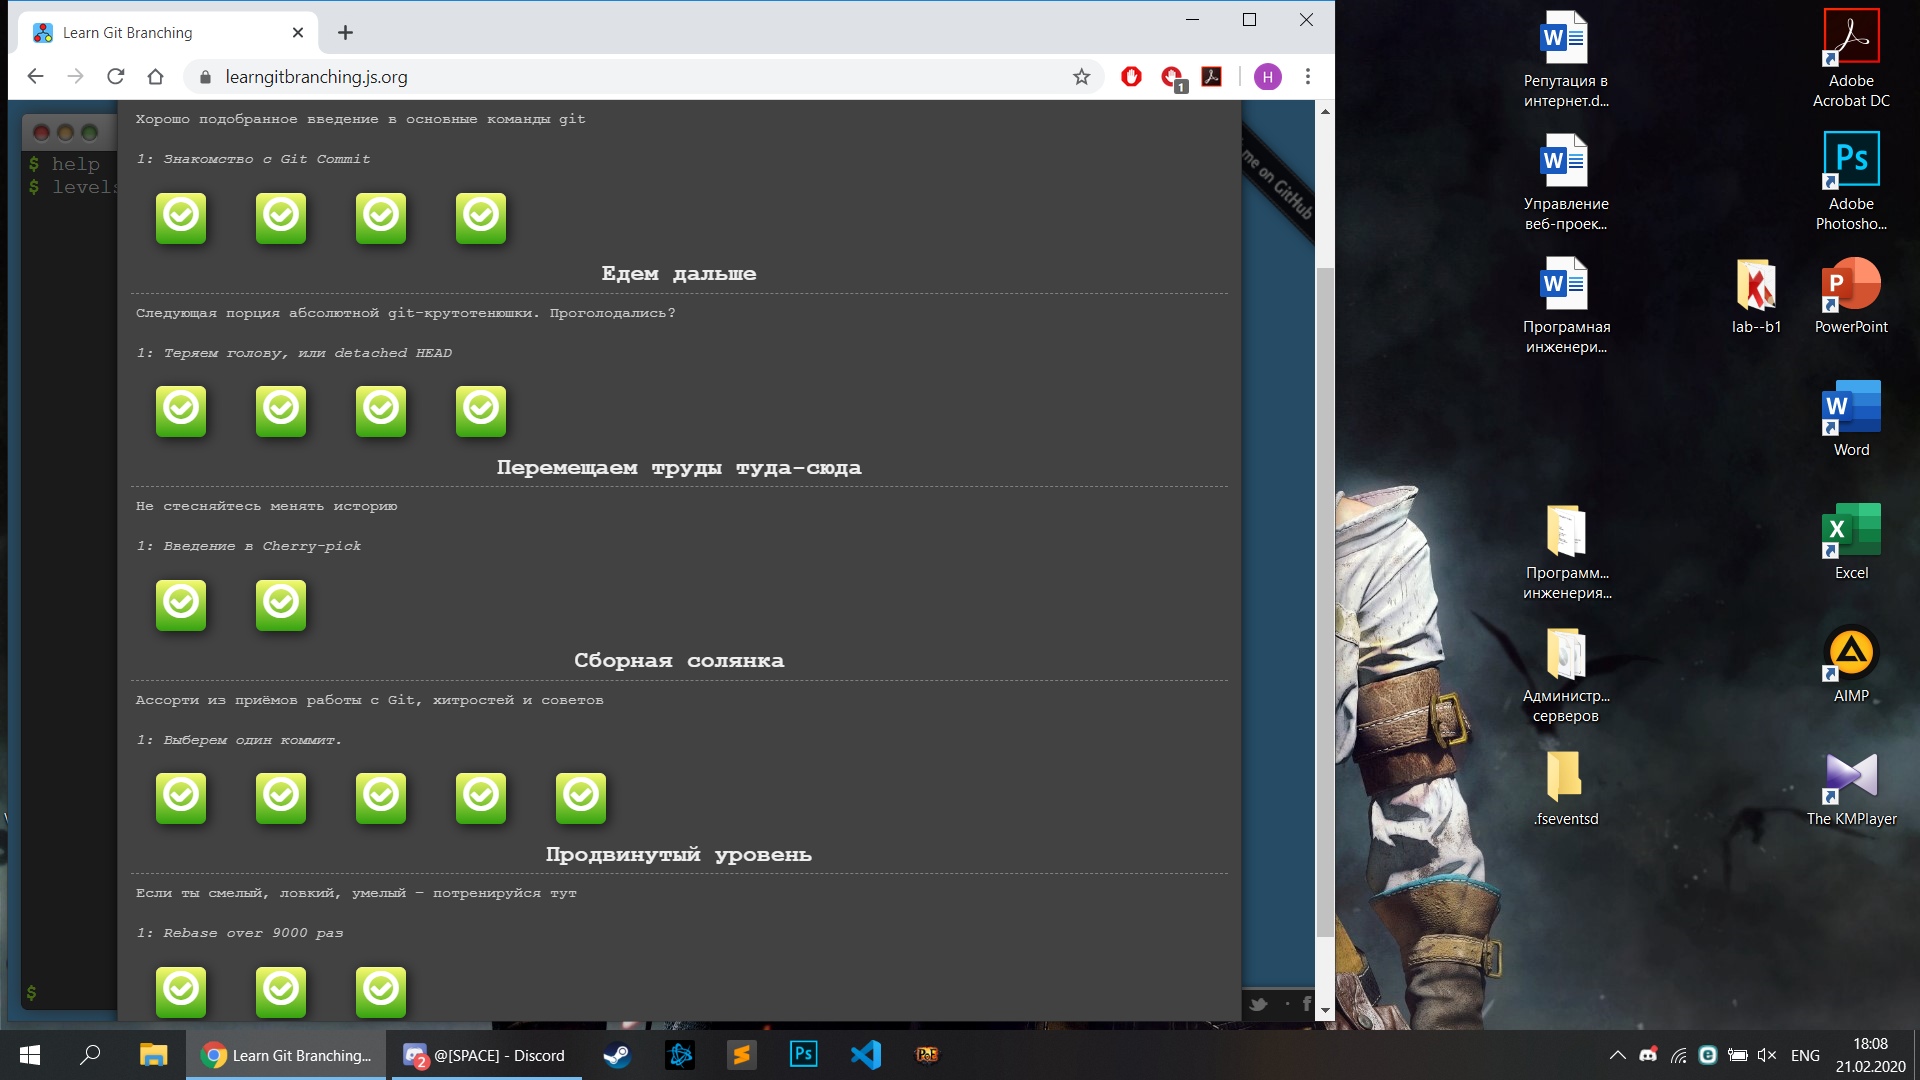 Learn Git Branching
learngitbranching.js.org
1
H
$ help
$ levels
$
me on GitHub
Хорошо подобранное введение в основные команды git
1: Знакомство с Git Commit
Едем дальше
Следующая порция абсолютной git-крутотенюшки. Проголодались?
1: Теряем голову, или detached HEAD
Перемещаем труды туда-сюда
Не стесняйтесь менять историю
1: Введение в Cherry-pick
Сборная солянка
Ассорти из приёмов работы с Git, хитростей и советов
1: Выберем один коммит.
Продвинутый уровень
Если ты смелый, ловкий, умелый – потренируйся тут
1: Rebase over 9000 раз
Репутация в
интернет.d...
Управление
веб-проек...
Програмная
инженери...
Программ...
инженерия...
Администр...
серверов
.fseventsd
lab--b1
Adobe
Acrobat DC
Ps
Adobe
Photosho...
P
PowerPoint
W
Word
X
Excel
AIMP
The KMPlayer
Learn Git Branching...
2
@[SPACE] - Discord
Ps
PoE
ENG
18:08
21.02.2020